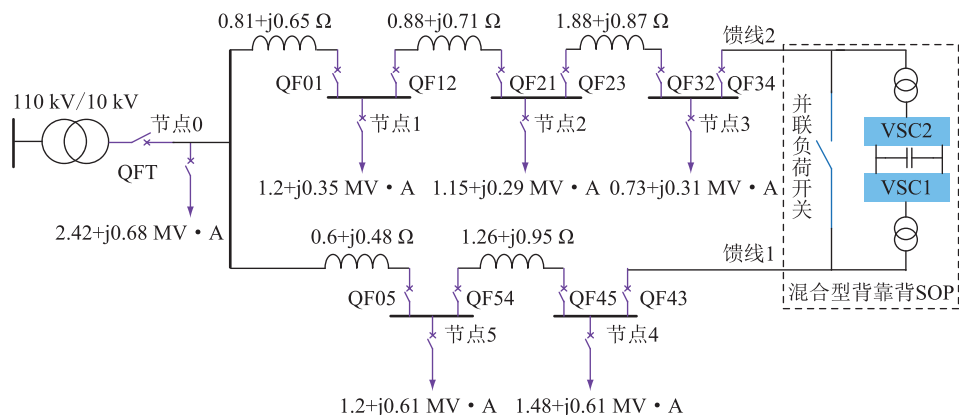 0.81+j0.65 Ω
0.88+j0.71 Ω
1.88+j0.87 Ω
馈线2
QF01
QF12
QF21
QF23
QF32
QF34
110 kV/10 kV
节点0
节点1
节点2
节点3
QFT
VSC2
VSC1
并联负荷开关
1.2+j0.35 MV·A
1.15+j0.29 MV·A
0.73+j0.31 MV·A
2.42+j0.68 MV·A
0.6+j0.48 Ω
1.26+j0.95 Ω
馈线1
QF05
QF54
QF45
QF43
混合型背靠背SOP
节点5
节点4
1.2+j0.61 MV·A
1.48+j0.61 MV·A